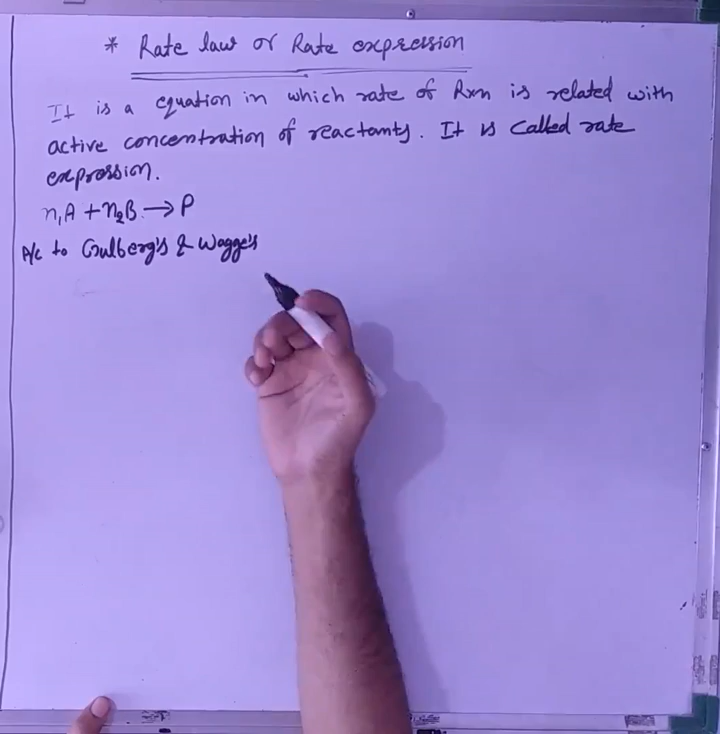 * Rate law or Rate expression
It is a equation in which rate of Rxn is related with
active concentration of reactants. It is called rate
expression.
n₁A + n₂B → P
A/c to Gulberg's & Wagge's